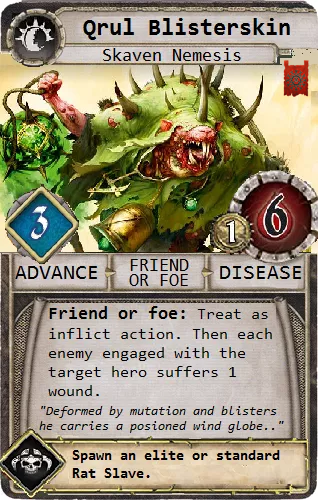 Qrul Blisterskin
Skaven Nemesis
3
1
6
ADVANCE
FRIEND
OR FOE
DISEASE
Friend or foe: Treat as
inflict action. Then each
enemy engaged with the
target hero suffers 1
wound.
"Deformed by mutation and blisters
he carries a posioned wind globe.."
Spawn an elite or standard
Rat Slave.